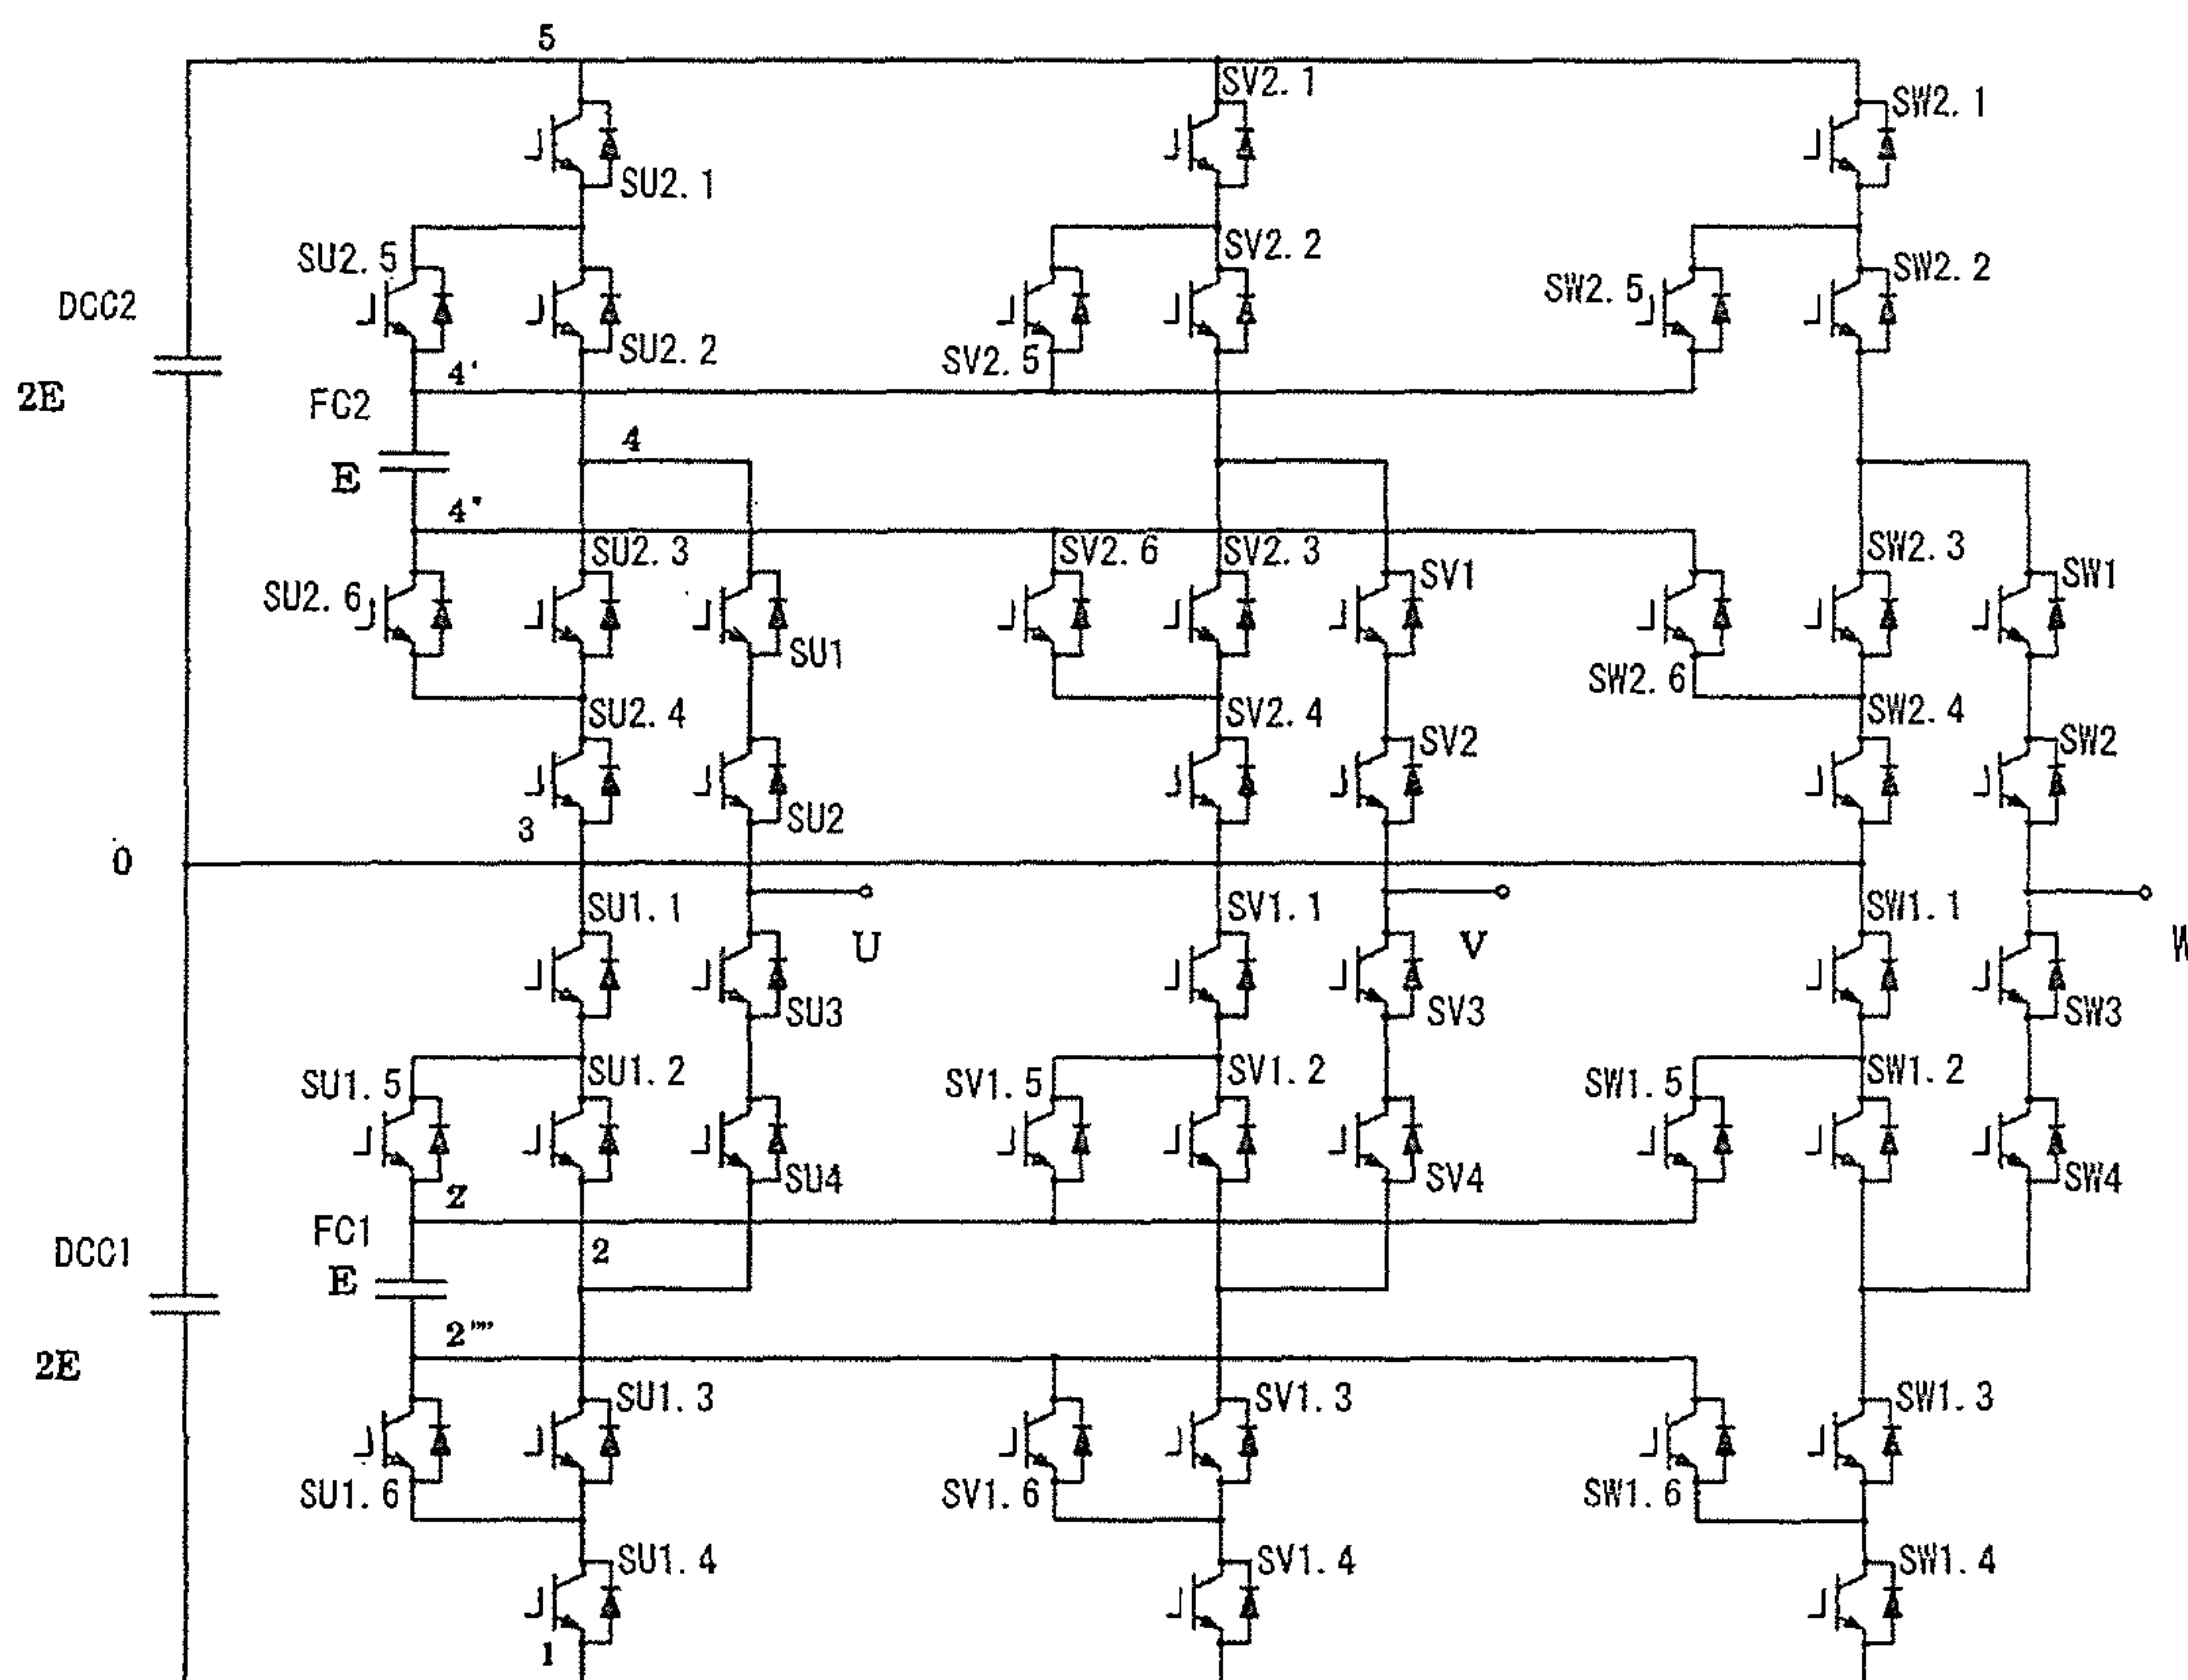 5
SV2.1
SW2.1
SU2.1
SU2.5
SV2.2
SW2.2
SW2.5
DCC2
SU2.2
SV2.5
4'
2E
FC2
4
E
4"
SU2.3
SV2.6
SV2.3
SW2.3
SU2.6
SV1
SW1
SU1
SW2.6
SU2.4
SV2.4
SW2.4
SV2
SW2
SU2
3
0
SU1.1
SV1.1
SW1.1
U
V
W
SU3
SV3
SW3
SU1.5
SU1.2
SV1.5
SV1.2
SW1.5
SW1.2
SU4
SV4
SW4
2'
FC1
2
DCC1
E
2""
2E
SU1.3
SV1.3
SW1.3
SU1.6
SV1.6
SW1.6
SU1.4
SV1.4
SW1.4
1